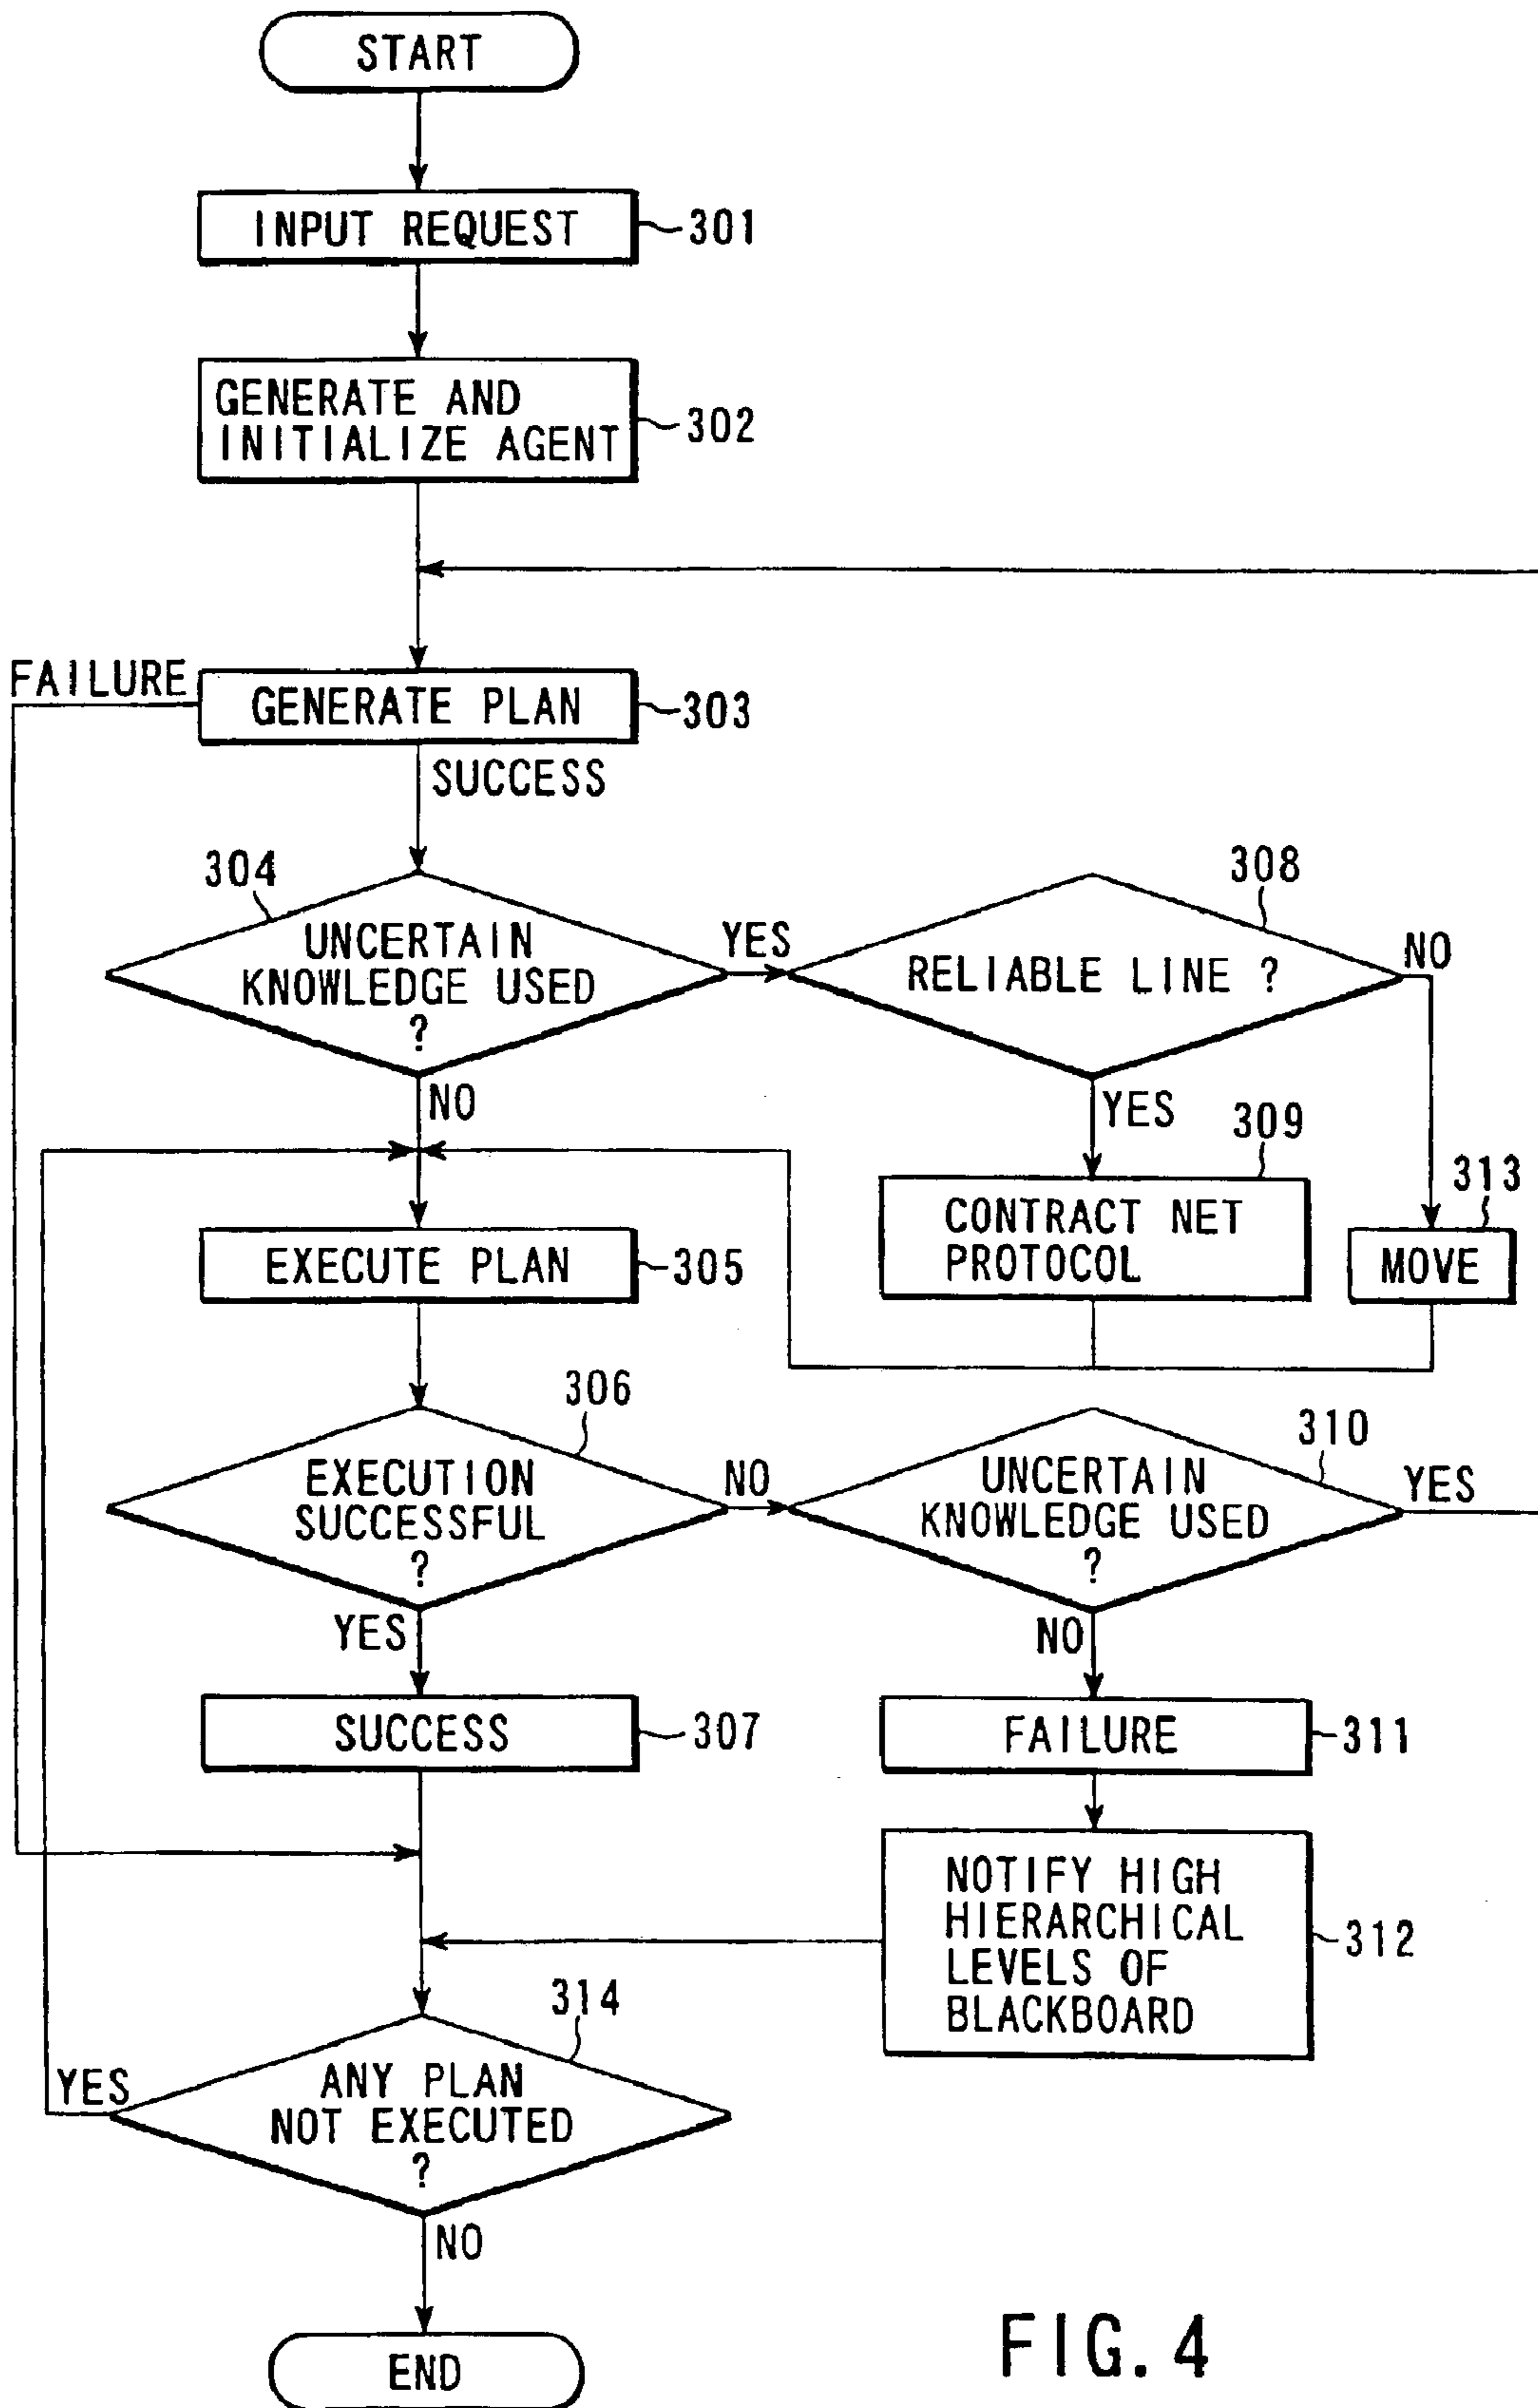 START
INPUT REQUEST
301
GENERATE AND
INITIALIZE AGENT
302
FAILURE
GENERATE PLAN
303
SUCCESS
304
UNCERTAIN
KNOWLEDGE USED
?
YES
308
RELIABLE LINE ?
NO
NO
YES
309
CONTRACT NET
PROTOCOL
313
MOVE
EXECUTE PLAN
305
306
EXECUTION
SUCCESSFUL
?
NO
310
UNCERTAIN
KNOWLEDGE USED
?
YES
YES
NO
SUCCESS
307
FAILURE
311
NOTIFY HIGH
HIERARCHICAL
LEVELS OF
BLACKBOARD
312
314
ANY PLAN
NOT EXECUTED
?
YES
NO
END
FIG. 4